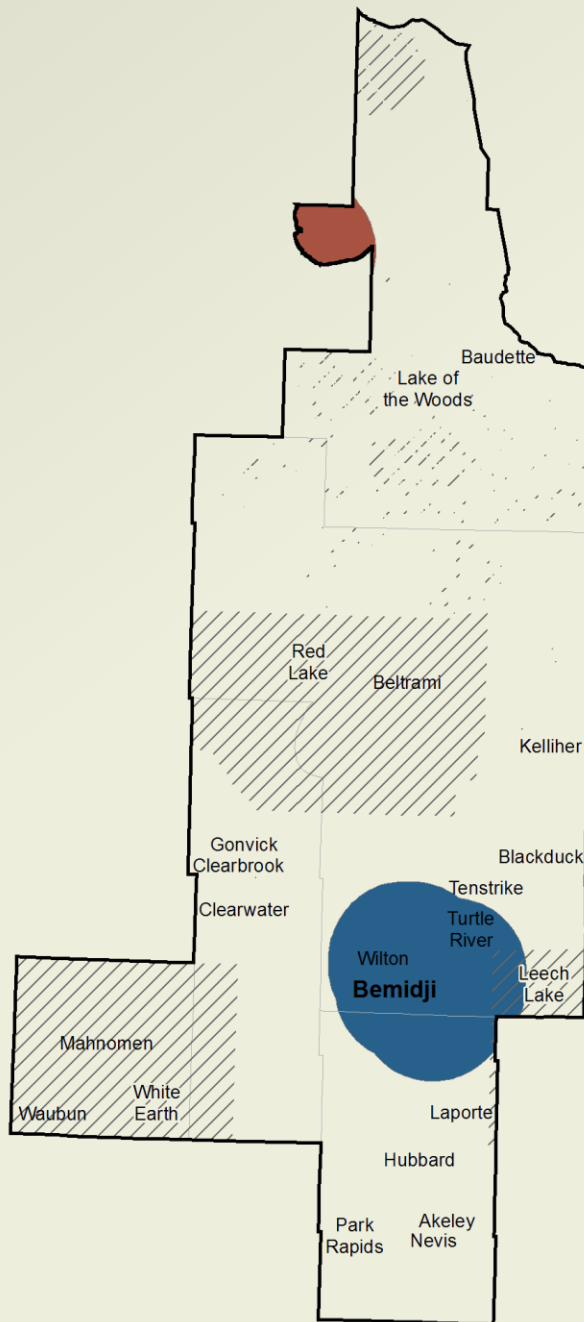 Baudette
Lake of
the Woods
Red
Lake
Beltrami
Kelliher
Gonvick
Clearbrook
Blackduck
Tenstrike
Clearwater
Turtle
River
Wilton
Leech
Lake
Bemidji
Mahnomen
White
Earth
Waubun
Laporte
Hubbard
Park
Rapids
Akeley
Nevis